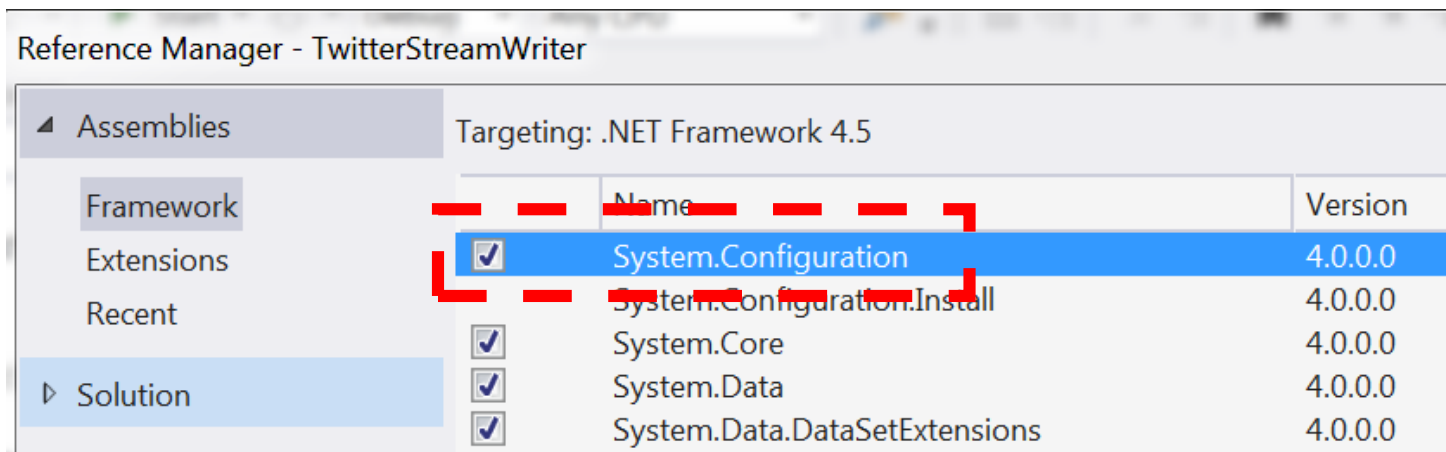 Reference Manager - TwitterStreamWriter
Assemblies
Framework
Extensions
Recent
Solution
Targeting: .NET Framework 4.5
Name Version
System.Configuration 4.0.0.0
System.Configuration.Install 4.0.0.0
System.Core 4.0.0.0
System.Data 4.0.0.0
System.Data.DataSetExtensions 4.0.0.0